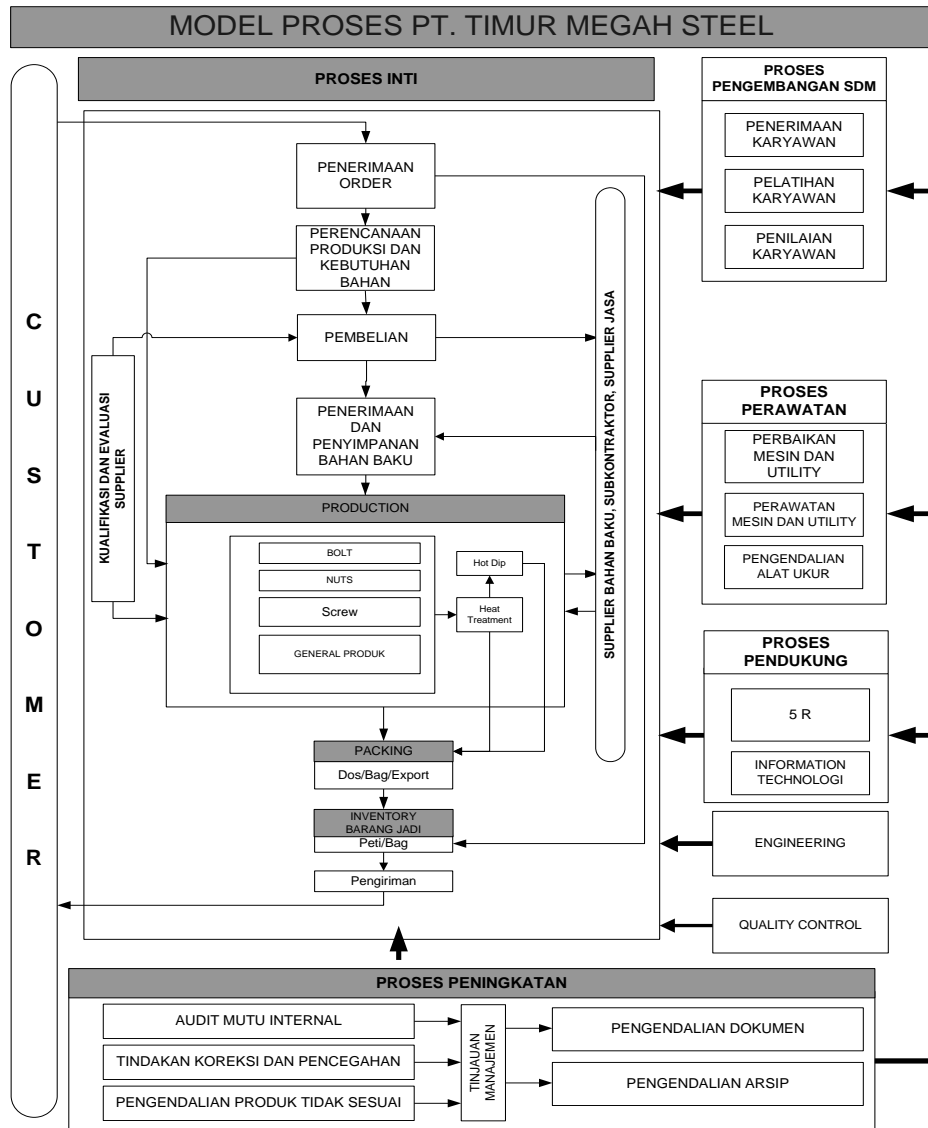 MODEL PROSES PT. TIMUR MEGAH STEEL
CUSTOMER
PROSES INTI
PENERIMAAN
ORDER
PERENCANAAN
PRODUKSI DAN
KEBUTUHAN
BAHAN
PEMBELIAN
KUALIFIKASI DAN EVALUASI
SUPPLIER
PENERIMAAN
DAN
PENYIMPANAN
BAHAN BAKU
SUPPLIER BAHAN BAKU, SUBKONTRAKTOR, SUPPLIER JASA
PRODUCTION
BOLT
NUTS
Screw
GENERAL PRODUK
Hot Dip
Heat
Treatment
PACKING
Dos/Bag/Export
INVENTORY
BARANG JADI
Peti/Bag
Pengiriman
PROSES
PENGEMBANGAN SDM
PENERIMAAN
KARYAWAN
PELATIHAN
KARYAWAN
PENILAIAN
KARYAWAN
PROSES
PERAWATAN
PERBAIKAN
MESIN DAN
UTILITY
PERAWATAN
MESIN DAN UTILITY
PENGENDALIAN
ALAT UKUR
PROSES
PENDUKUNG
5 R
INFORMATION
TECHNOLOGI
ENGINEERING
QUALITY CONTROL
PROSES PENINGKATAN
AUDIT MUTU INTERNAL
TINDAKAN KOREKSI DAN PENCEGAHAN
PENGENDALIAN PRODUK TIDAK SESUAI
TINJAUAN
MANAJEMEN
PENGENDALIAN DOKUMEN
PENGENDALIAN ARSIP